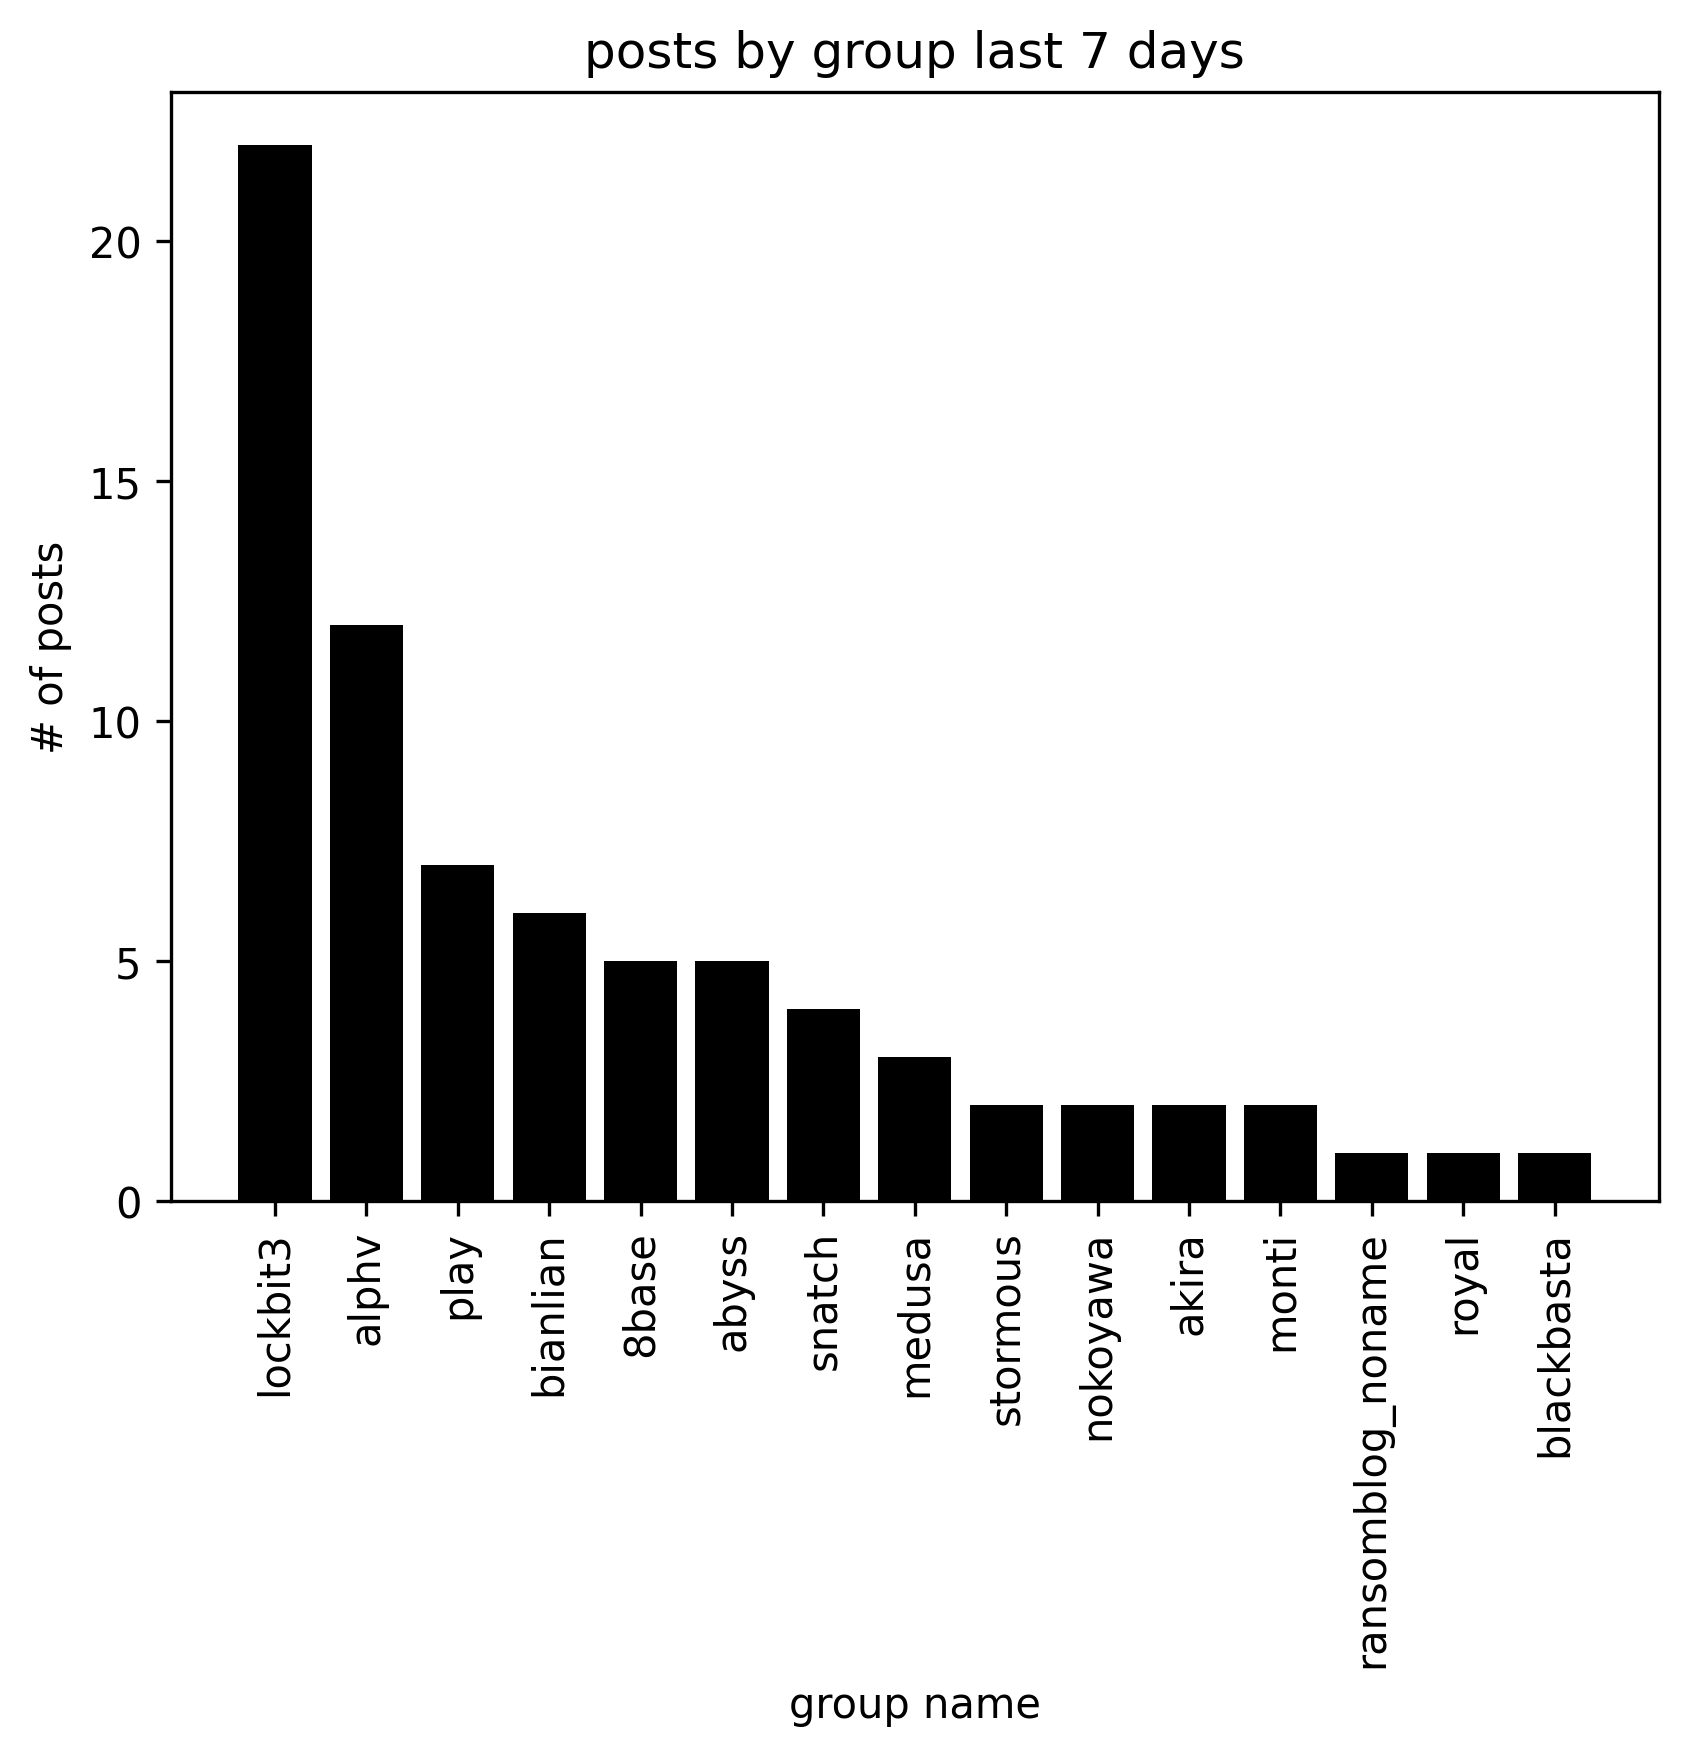 posts by group last 7 days
# of posts
20
15
10
5
0
lockbit3
alphv
play
bianlian
8base
abyss
snatch
medusa
stormous
nokoyawa
akira
monti
ransomblog_noname
royal
blackbasta
group name